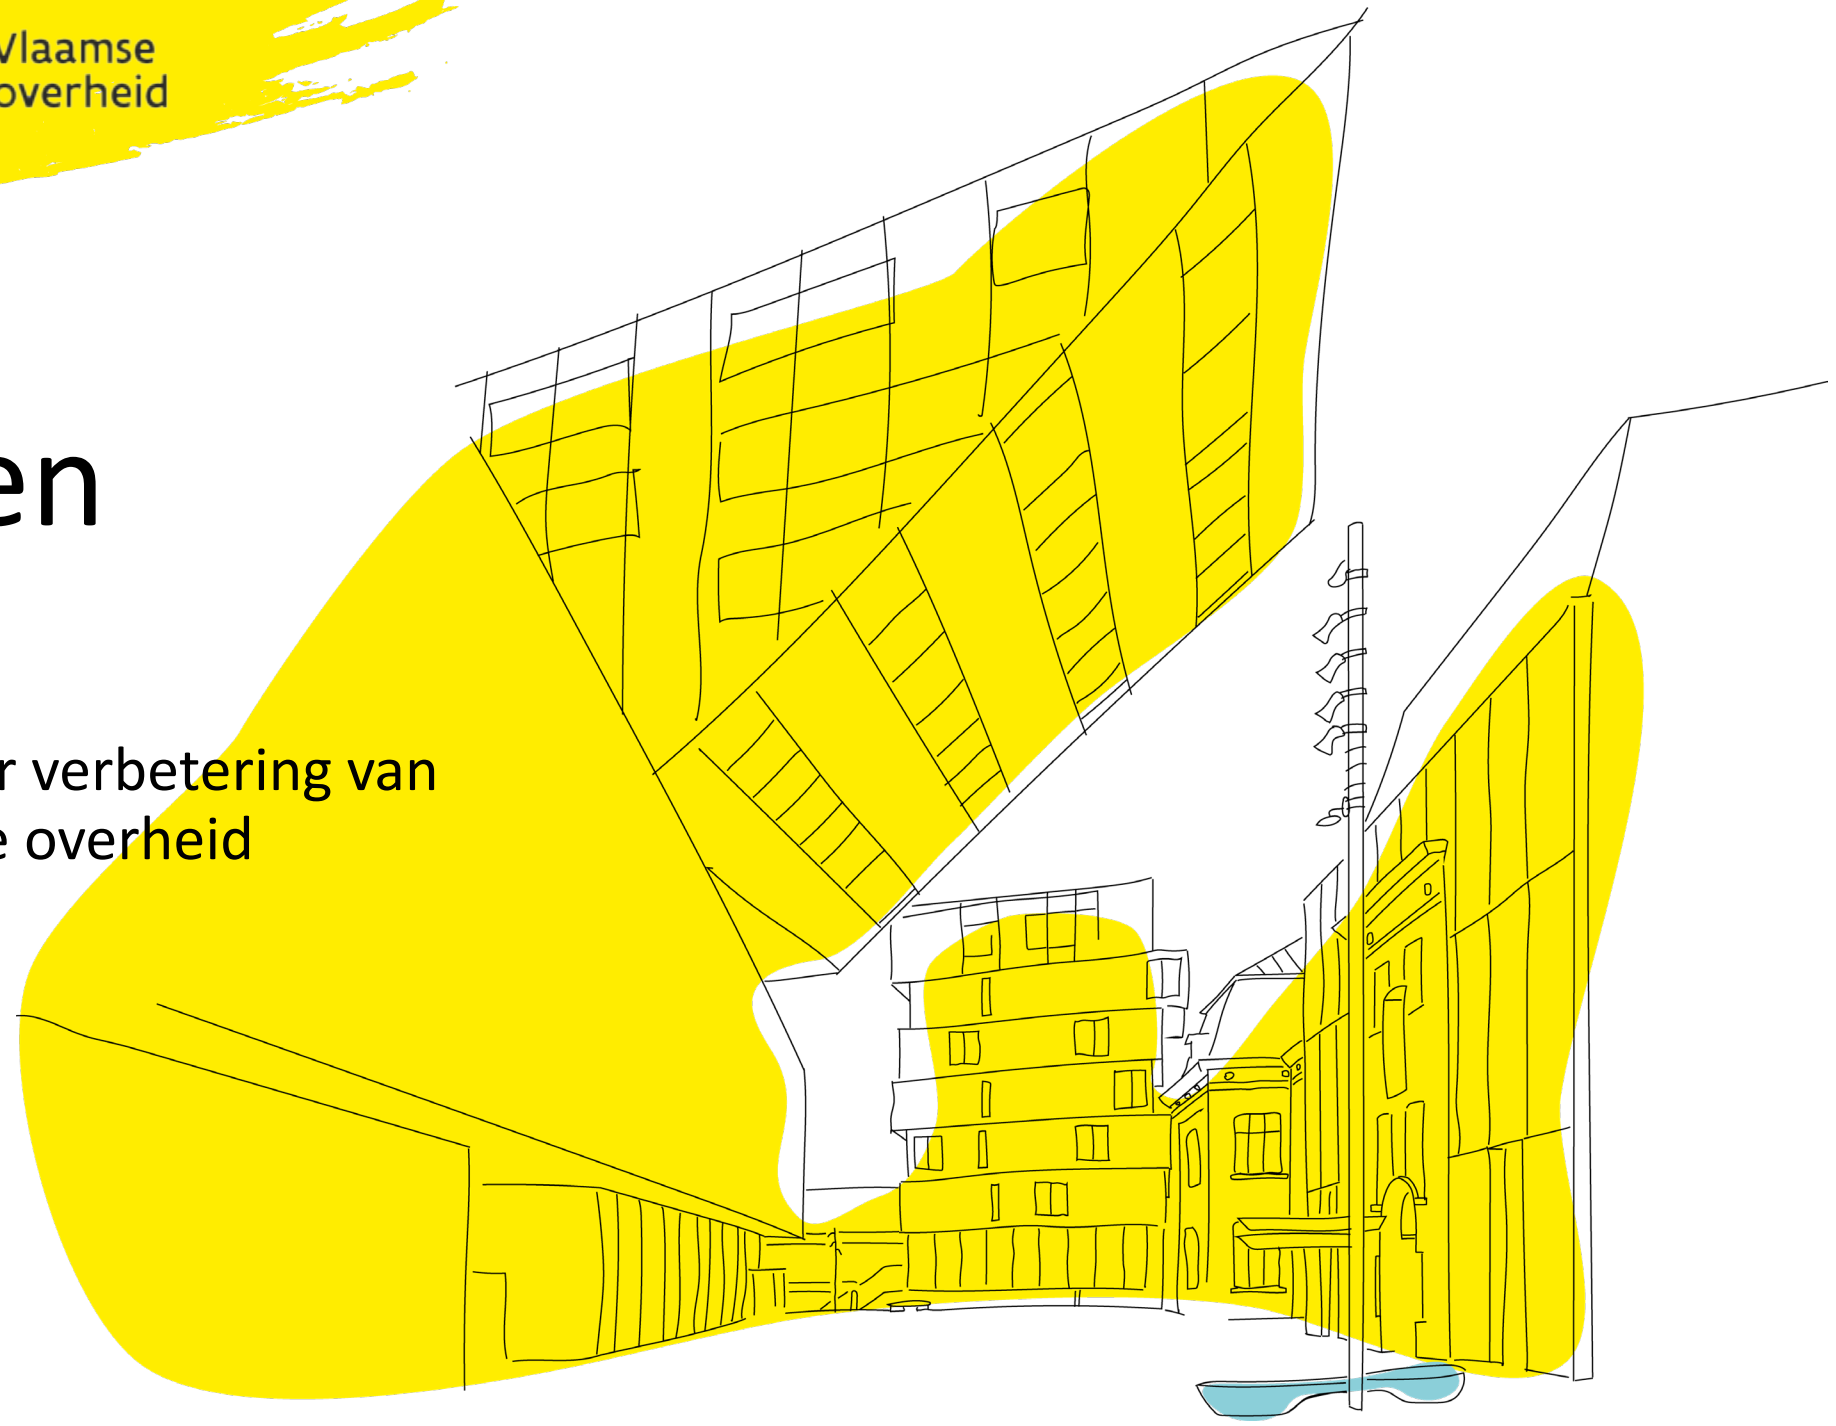 Vlaamse
overheid
en
r verbetering van
e overheid